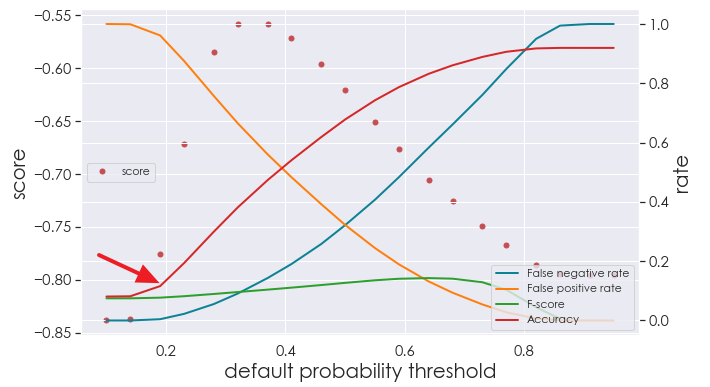 −0.55
−0.60
−0.65
−0.70
−0.75
−0.80
−0.85
score
score
0.2
0.4
0.6
0.8
default probability threshold
1.0
0.8
0.6
0.4
0.2
0.0
rate
False negative rate
False positive rate
F-score
Accuracy